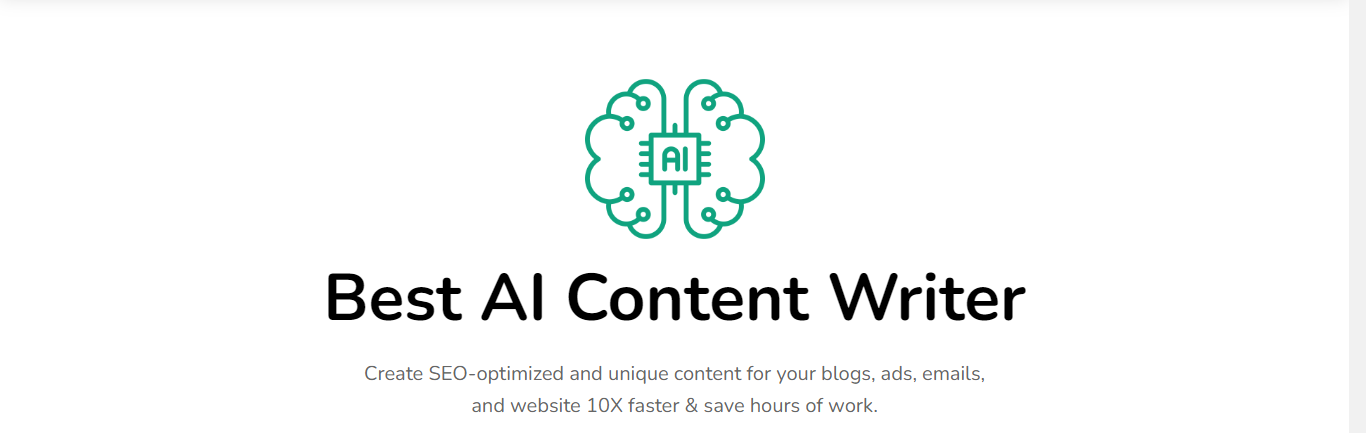 AI
Best AI Content Writer
Create SEO-optimized and unique content for your blogs, ads, emails,
and website 10X faster & save hours of work.